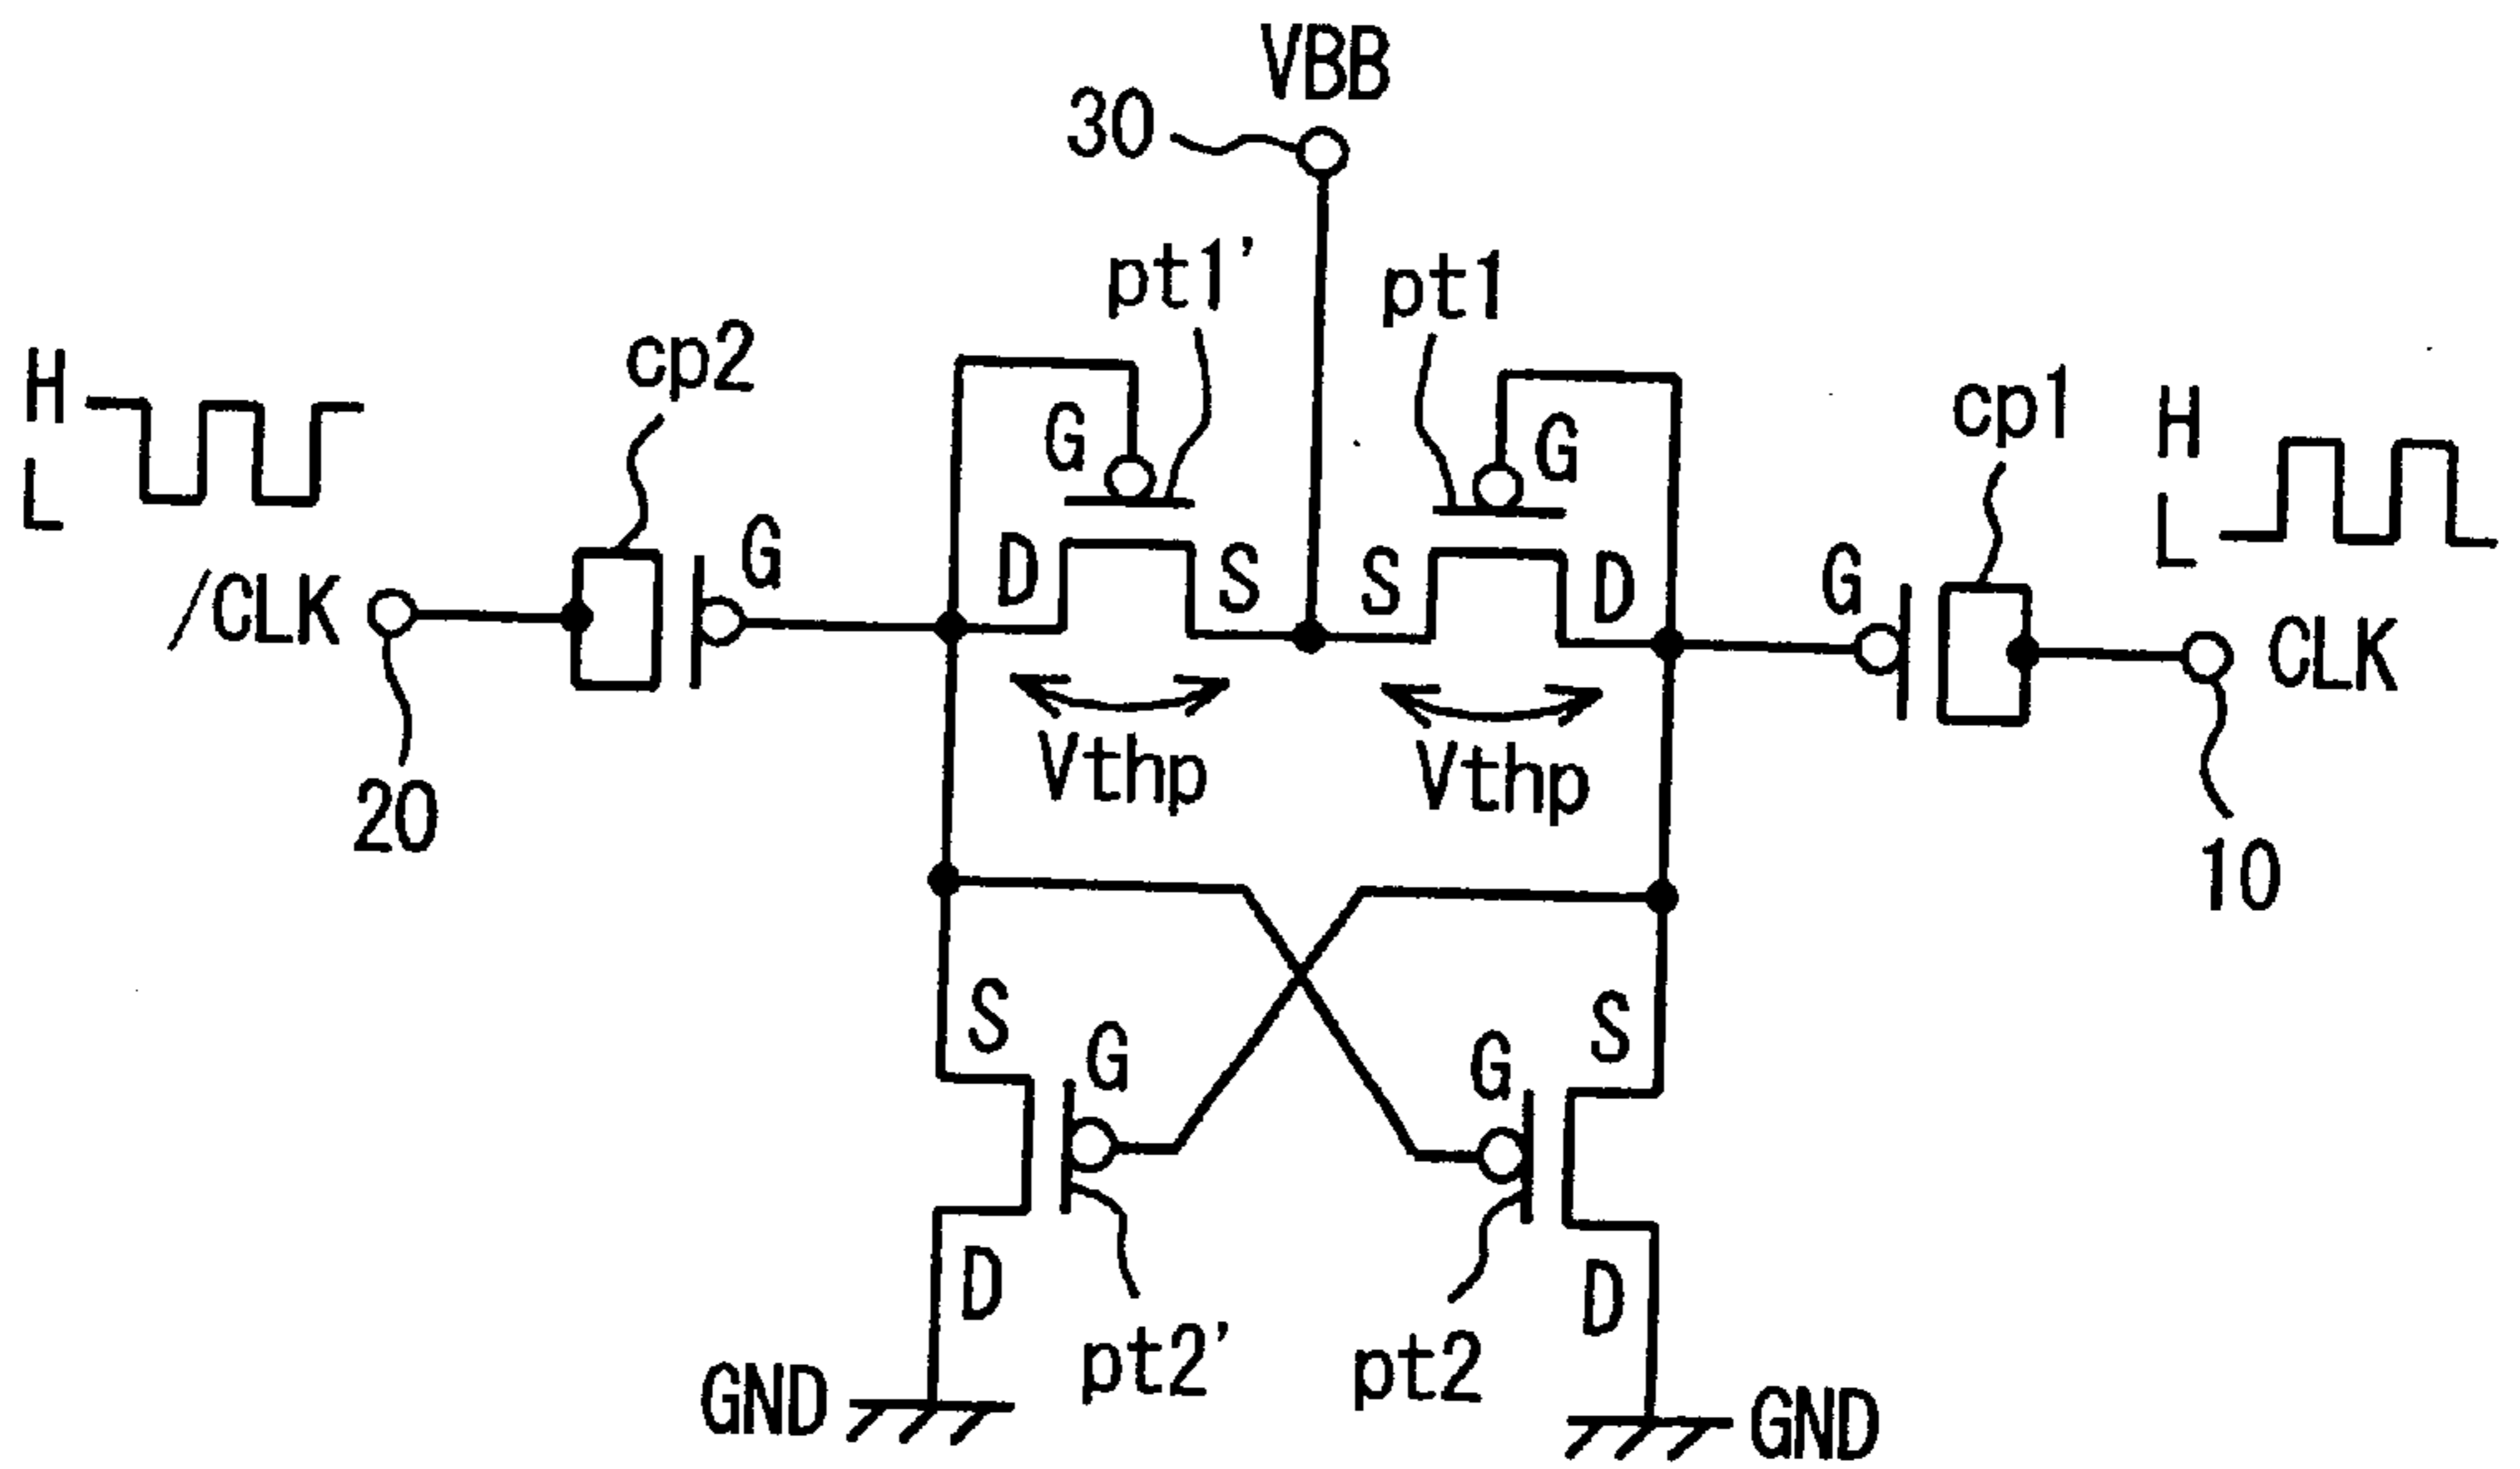 VBB
30
pt1'
pt1
cp2
cp1
H
L
H
L
G
G
G
G
D
S
S
D
/CLK
CLK
Vthp
Vthp
20
10
S
G
G
S
D
D
pt2'
pt2
GND
GND